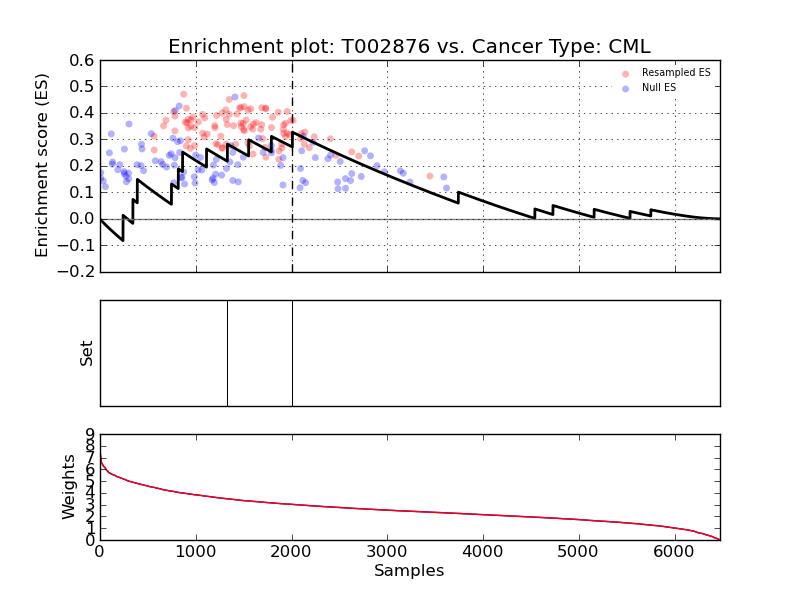 Enrichment plot: T002876 vs. Cancer Type: CML
0.6
0.5
0.4
0.3
0.2
0.1
0.0
−0.1
−0.2
Enrichment score (ES)
Resampled ES
Null ES
Set
9
8
7
6
5
4
3
2
1
0
Weights
0 1000 2000 3000 4000 5000 6000
Samples